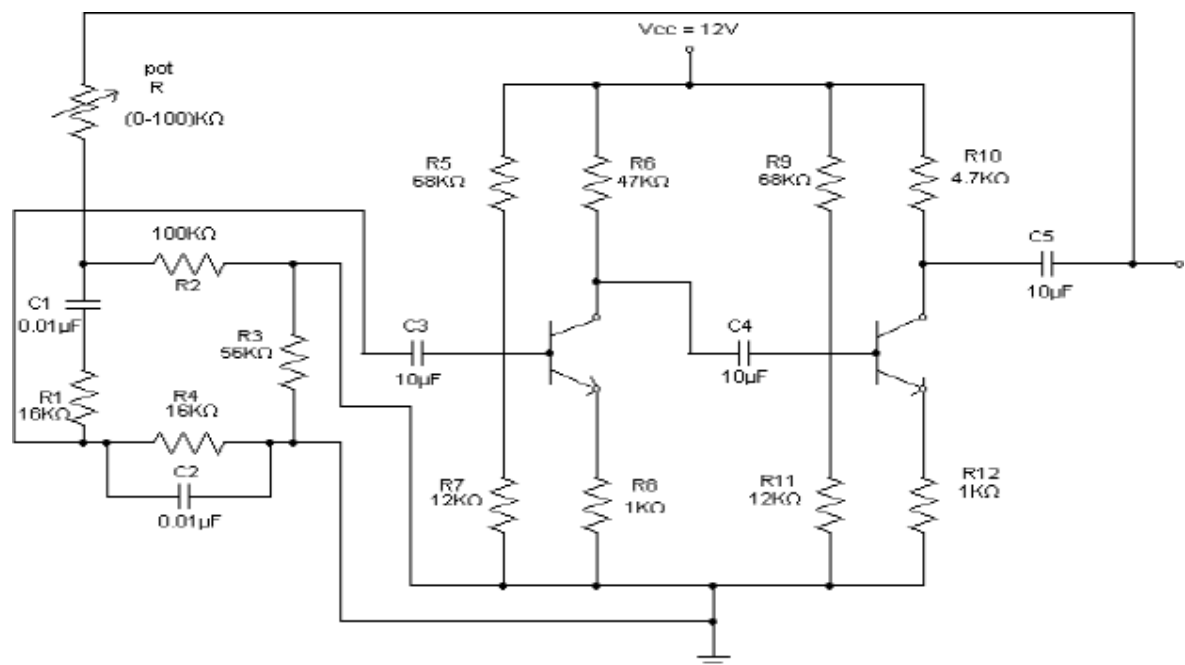 Vcc = 12V
pot
R
(0-100)KΩ
R5
68KΩ
R6
47KΩ
R9
68KΩ
R10
4.7KΩ
100KΩ
R2
C1
0.01µF
R3
56KΩ
C3
10µF
C4
10µF
C5
10µF
R1
16KΩ
R4
16KΩ
C2
0.01µF
R7
12KΩ
R8
1KΩ
R11
12KΩ
R12
1KΩ